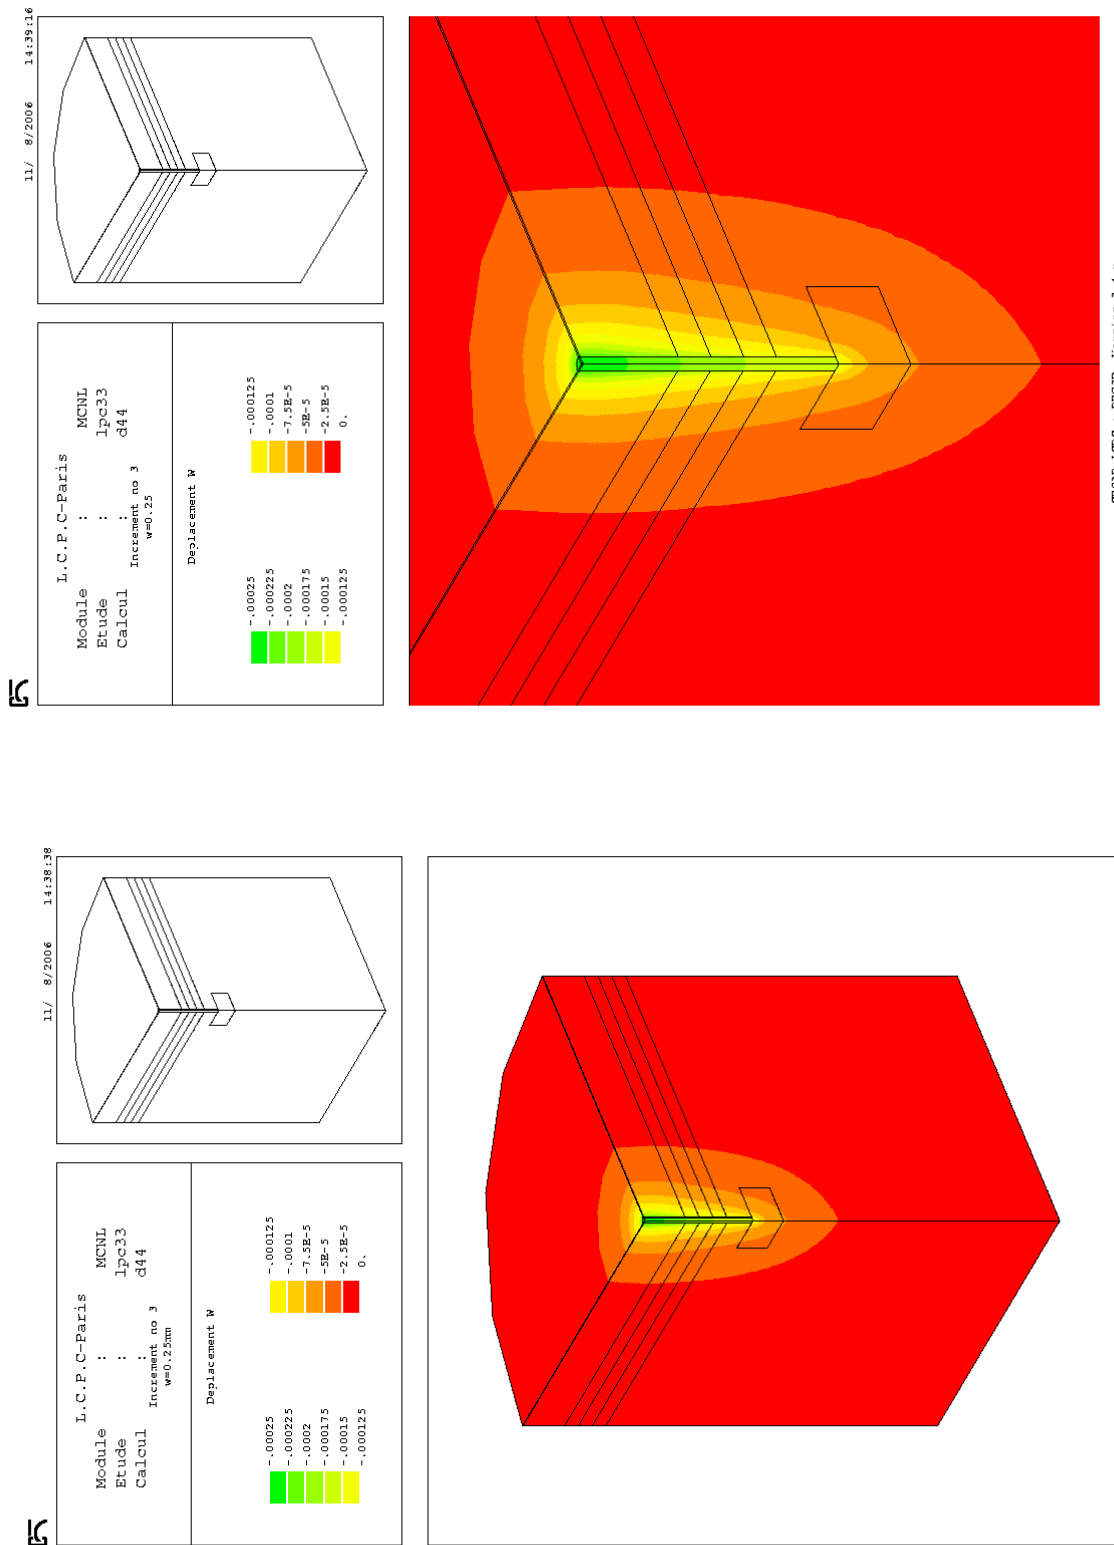 11/ 8/2006 14:39:16
L.C.P.C-Paris
Module : MCNL
Etude : lpc33
Calcul : d44
Increment no 3
w=0.25
Deplacement W
-.00025 -.000125
-.000225 -.0001
-.0002 -7.5E-5
-.000175 -5E-5
-.00015 -2.5E-5
-.000125 0.
11/ 8/2006 14:38:38
L.C.P.C-Paris
Module : MCNL
Etude : lpc33
Calcul : d44
Increment no 3
w=0.25mm
Deplacement W
-.00025 -.000125
-.000225 -.0001
-.0002 -7.5E-5
-.000175 -5E-5
-.00015 -2.5E-5
-.000125 0.